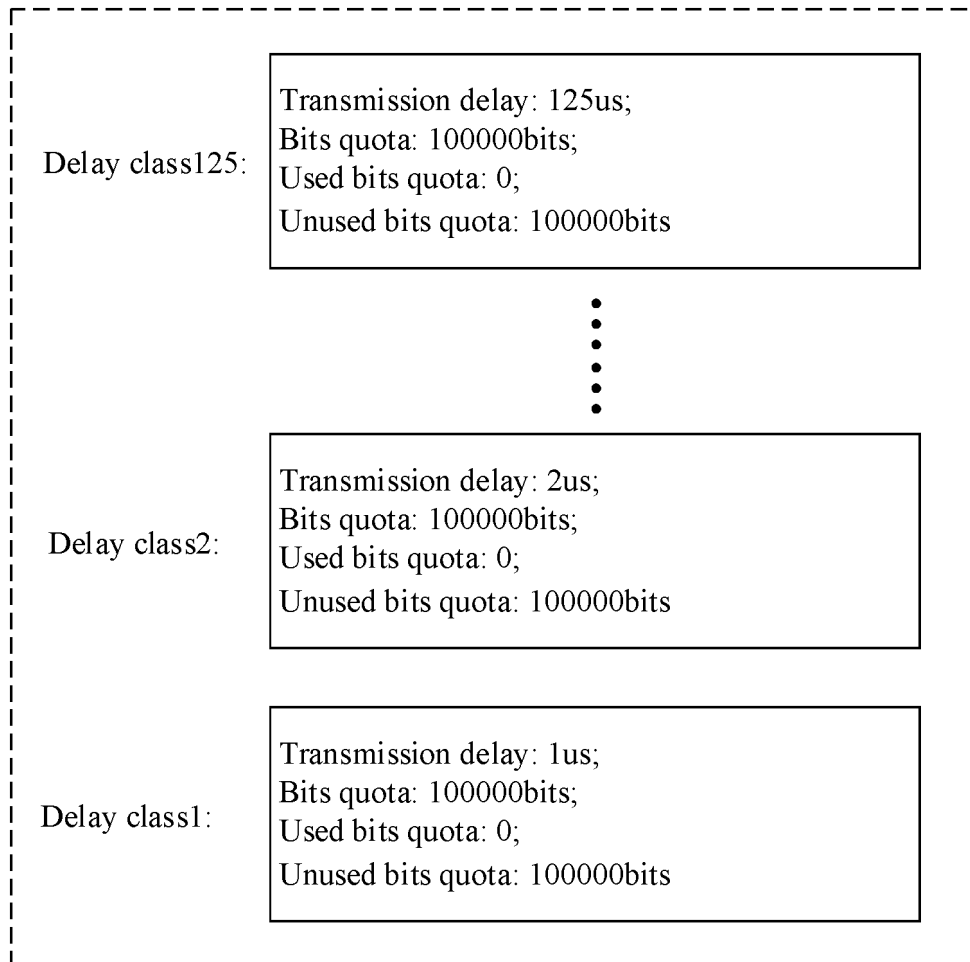 Delay class125:
Transmission delay: 125us;
Bits quota: 100000bits;
Used bits quota: 0;
Unused bits quota: 100000bits
Delay class2:
Transmission delay: 2us;
Bits quota: 100000bits;
Used bits quota: 0;
Unused bits quota: 100000bits
Delay class1:
Transmission delay: 1us;
Bits quota: 100000bits;
Used bits quota: 0;
Unused bits quota: 100000bits